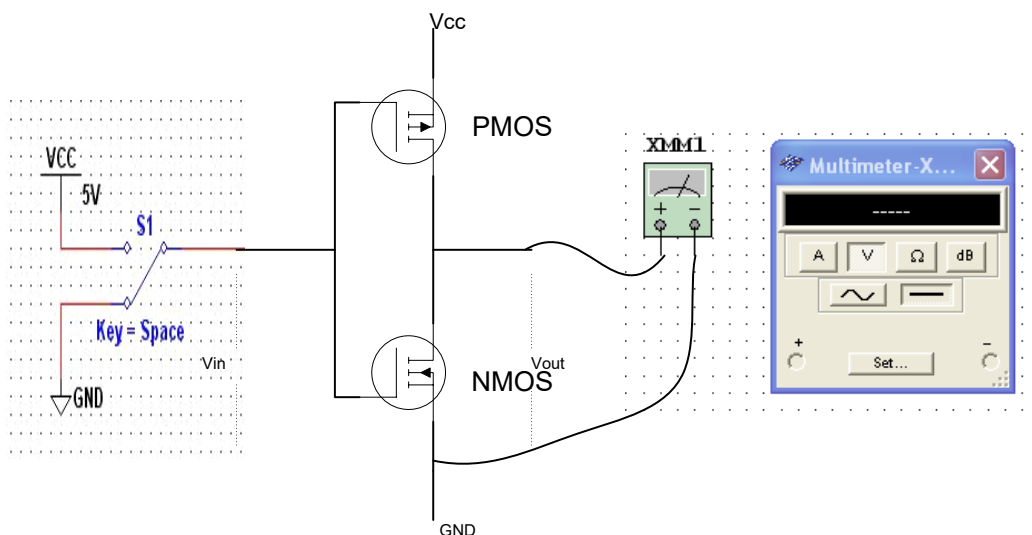 Vcc
PMOS
VCC
5V
S1
Key = Space
Vin
GND
NMOS
Vout
GND
XMM1
+ −
Multimeter-X...
-----
A V Ω dB
+ −
Set...